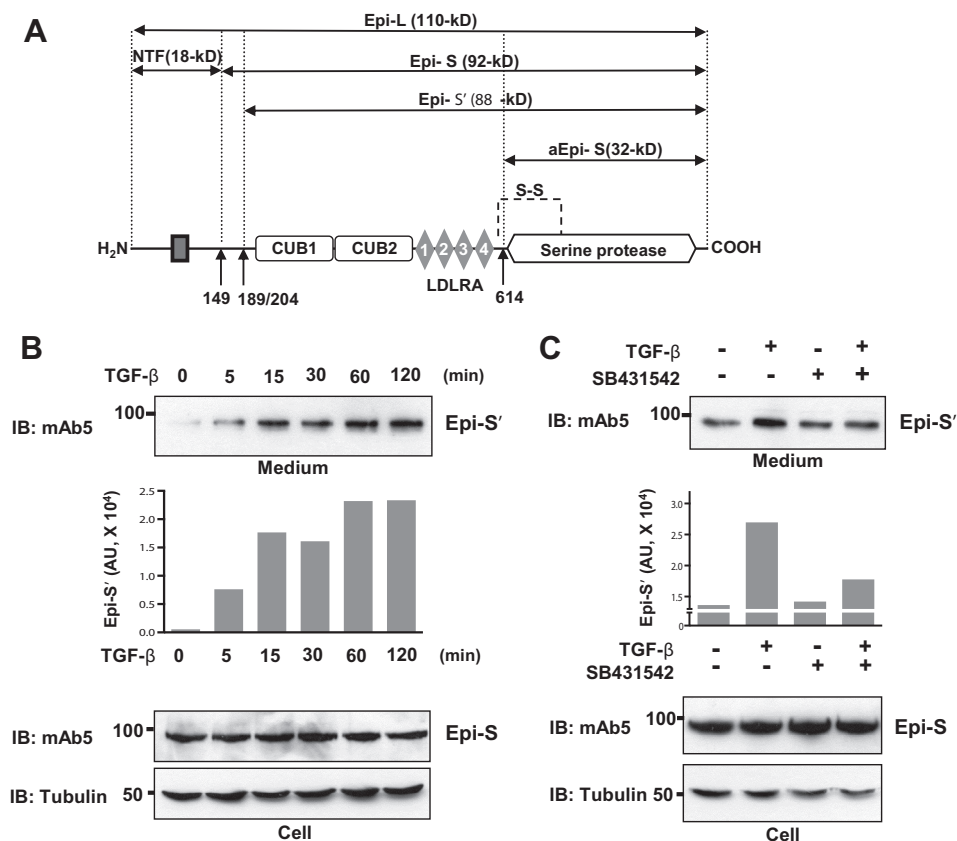 A
Epi-L (110-kD)
NTF(18-kD)
Epi- S (92-kD)
Epi- S′ (88 -kD)
aEpi- S(32-kD)
S-S
H2N
CUB1
CUB2
1
2
3
4
Serine protease
COOH
LDLRA
149
189/204
614
B
TGF-β 0 5 15 30 60 120 (min)
IB: mAb5
100
Epi-S′
Medium
Epi-S′ (AU, X 10⁴)
2.5
2.0
1.5
1.0
0.5
0.0
TGF-β 0 5 15 30 60 120 (min)
IB: mAb5
100
Epi-S
IB: Tubulin
50
Cell
C
TGF-β - + - +
SB431542 - - + +
IB: mAb5
100
Epi-S′
Medium
Epi-S′ (AU, X 10⁴)
3.0
2.5
1.5
0
TGF-β - + - +
SB431542 - - + +
IB: mAb5
100
Epi-S
IB: Tubulin
50
Cell